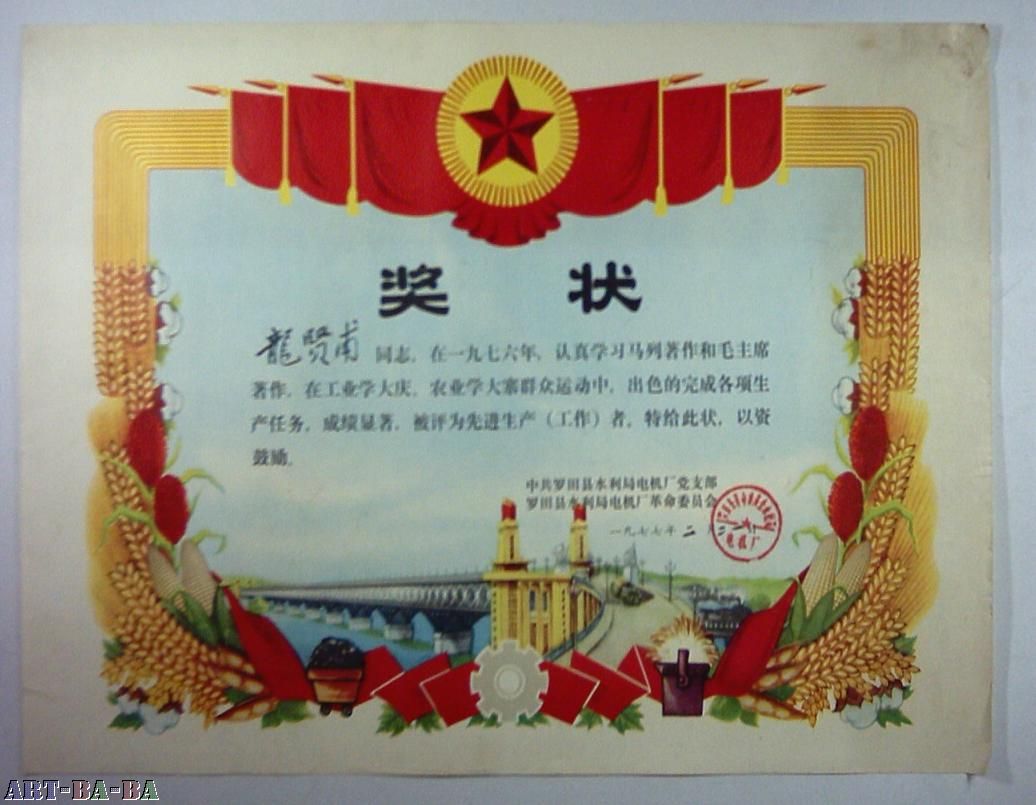 奖 状
龍贤甫 同志，在一九七六年，认真学习马列著作和毛主席
著作，在工业学大庆、农业学大寨群众运动中，出色的完成各项生
产任务，成绩显著，被评为先进生产（工作）者，特给此状，以资
鼓励。
中共罗田县水利局电机厂党支部
罗田县水利局电机厂革命委员会
一九七七年 二 月
电机厂
ART-BA-BA